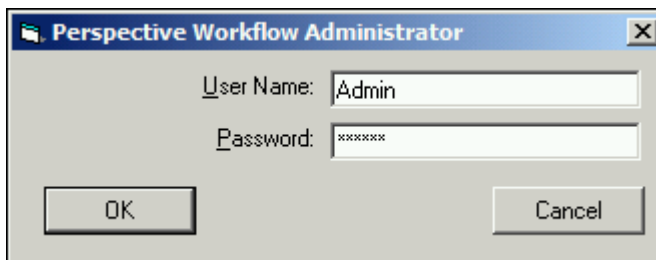 Perspective Workflow Administrator
User Name: Admin
Password: ******
OK Cancel